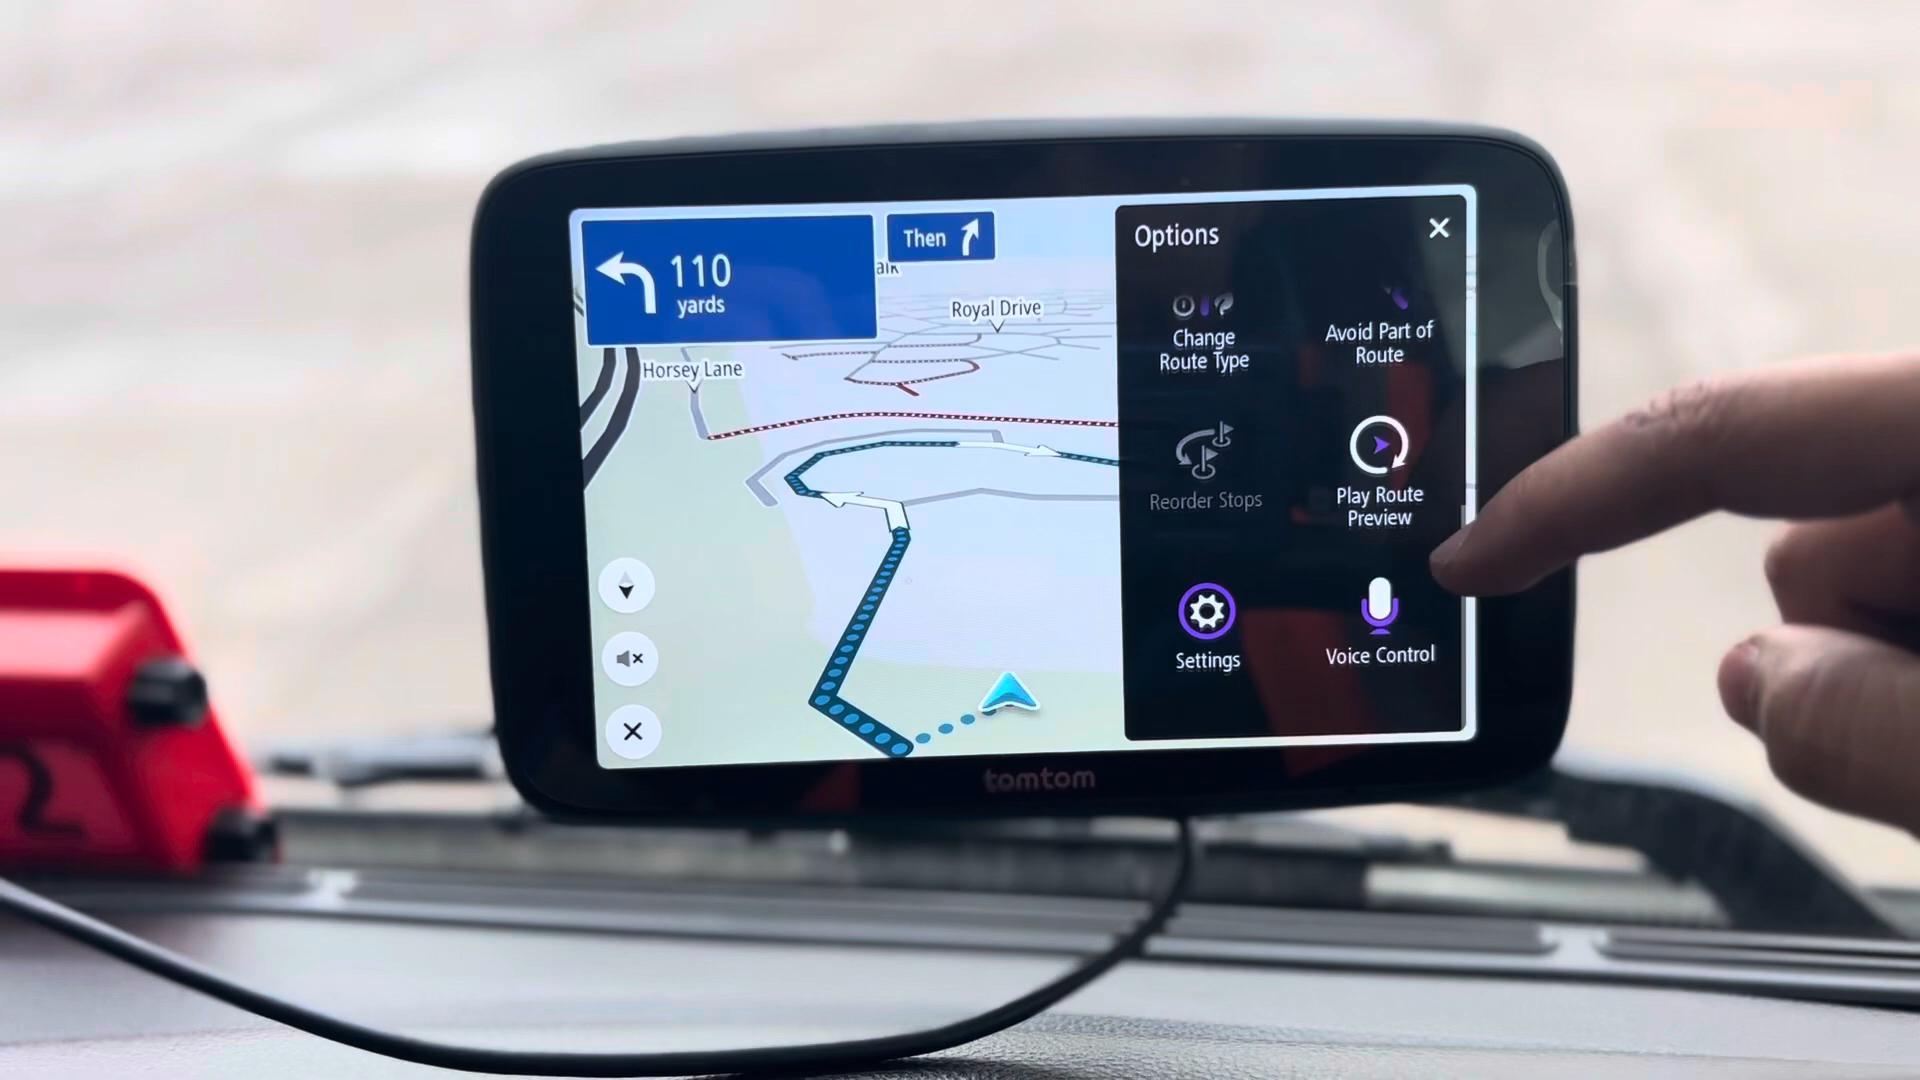 110
yards
Then
Royal Drive
Horsey Lane
Options
Change
Route Type
Avoid Part of
Route
Reorder Stops
Play Route
Preview
Settings
Voice Control
tomtom
2